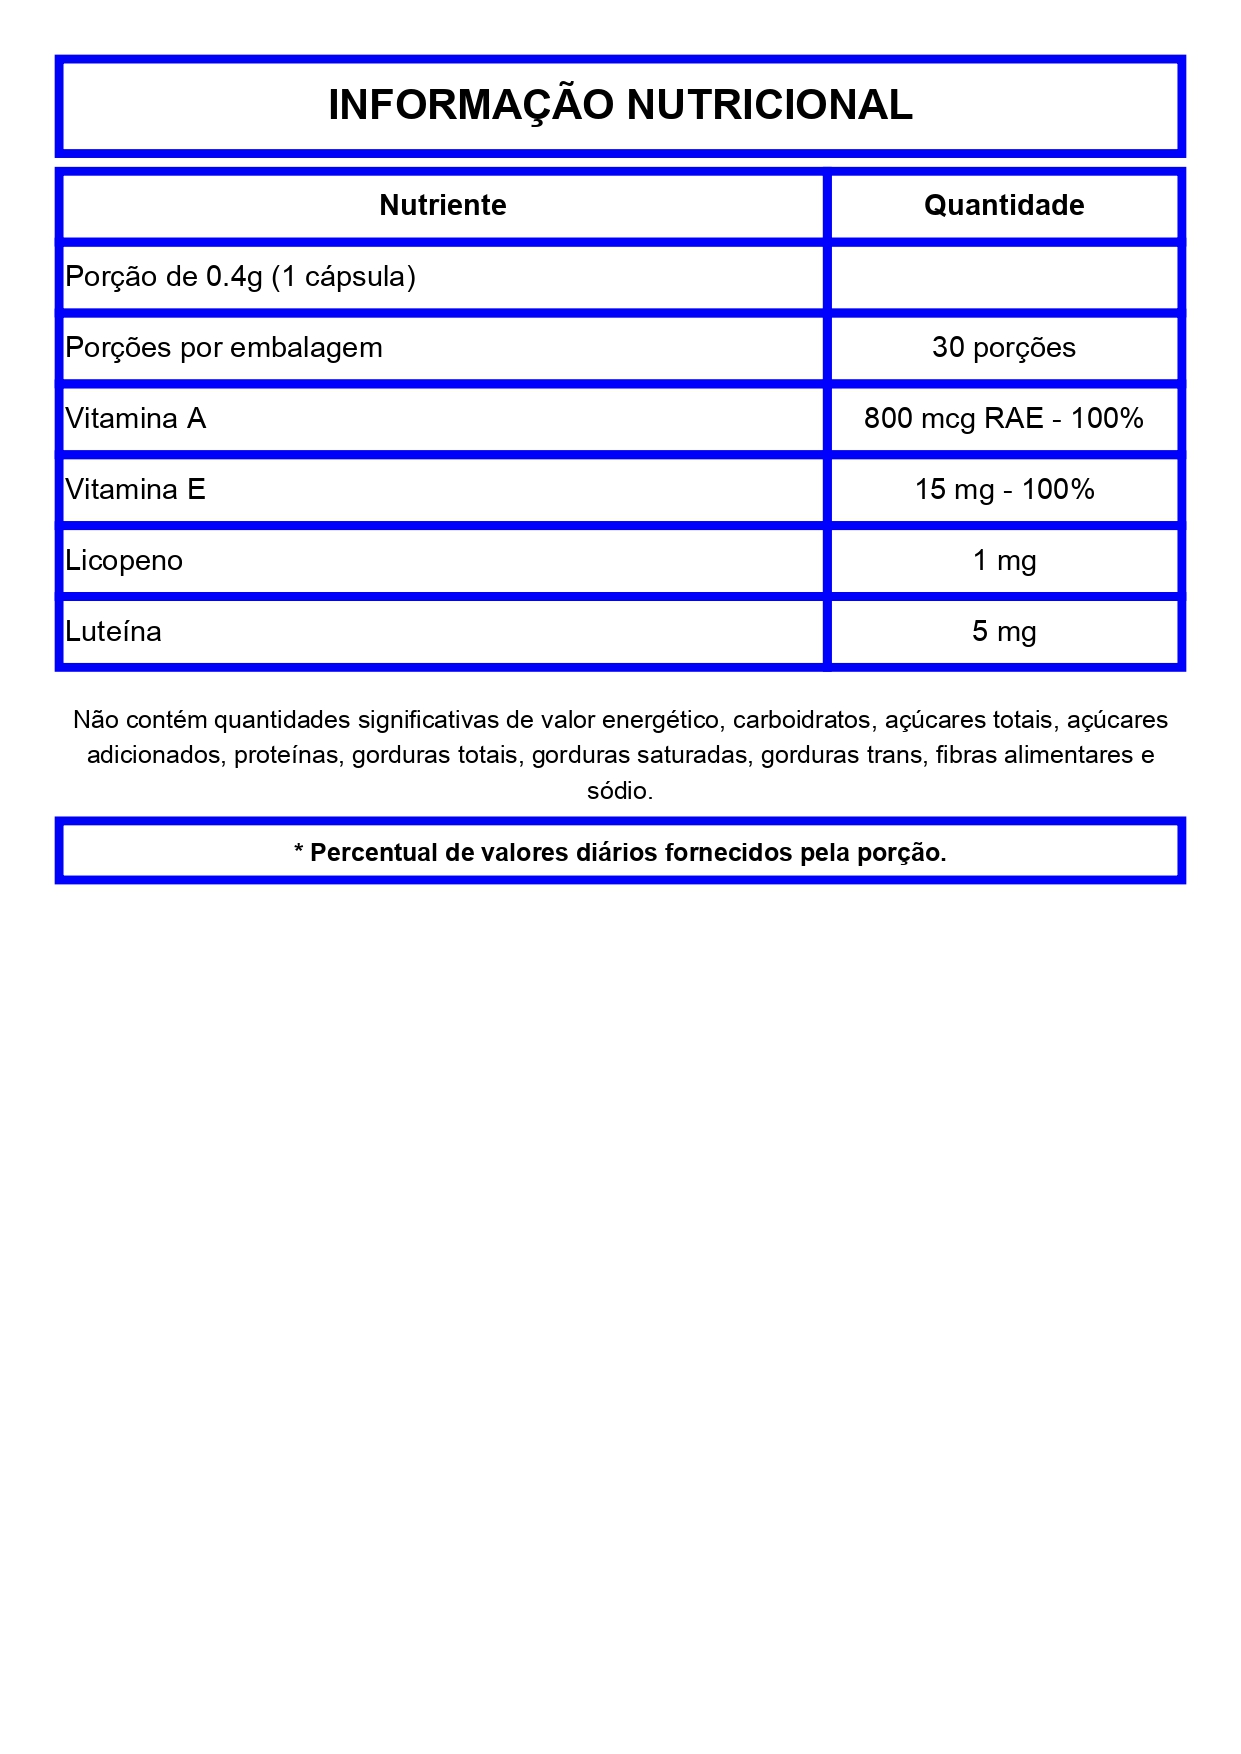 INFORMAÇÃO NUTRICIONAL
Nutriente Quantidade
Porção de 0.4g (1 cápsula)
Porções por embalagem 30 porções
Vitamina A 800 mcg RAE - 100%
Vitamina E 15 mg - 100%
Licopeno 1 mg
Luteína 5 mg
Não contém quantidades significativas de valor energético, carboidratos, açúcares totais, açúcares
adicionados, proteínas, gorduras totais, gorduras saturadas, gorduras trans, fibras alimentares e
sódio.
* Percentual de valores diários fornecidos pela porção.